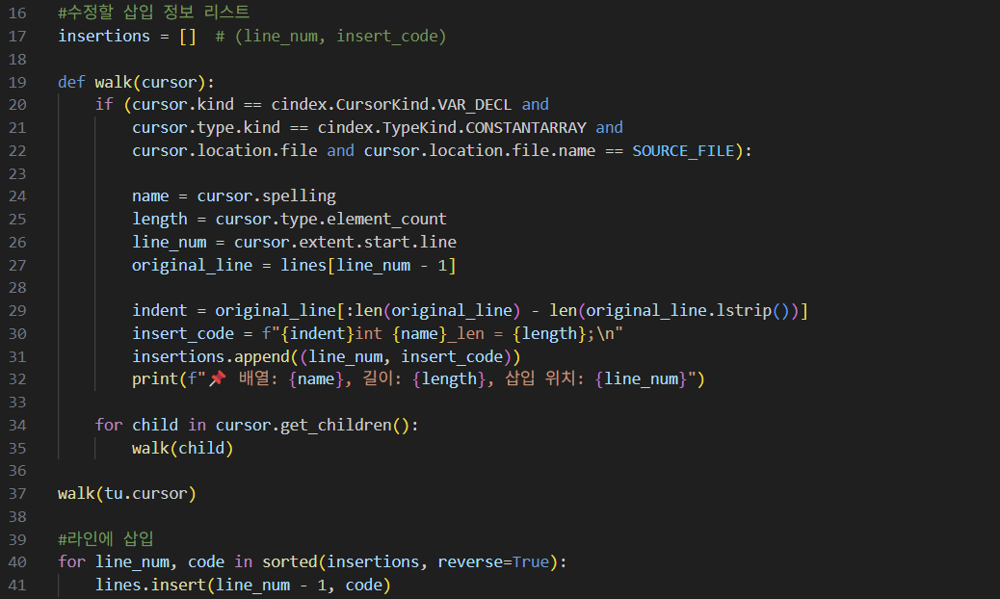 16 #수정할 삽입 정보 리스트
17 insertions = [] # (line_num, insert_code)
18
19 def walk(cursor):
20     if (cursor.kind == cindex.CursorKind.VAR_DECL and
21         cursor.type.kind == cindex.TypeKind.CONSTANTARRAY and
22         cursor.location.file and cursor.location.file.name == SOURCE_FILE):
23
24         name = cursor.spelling
25         length = cursor.type.element_count
26         line_num = cursor.extent.start.line
27         original_line = lines[line_num - 1]
28
29         indent = original_line[:len(original_line) - len(original_line.lstrip())]
30         insert_code = f"{indent}int {name}_len = {length};\n"
31         insertions.append((line_num, insert_code))
32         print(f"📌 배열: {name}, 길이: {length}, 삽입 위치: {line_num}")
33
34     for child in cursor.get_children():
35         walk(child)
36
37 walk(tu.cursor)
38
39 #라인에 삽입
40 for line_num, code in sorted(insertions, reverse=True):
41     lines.insert(line_num - 1, code)